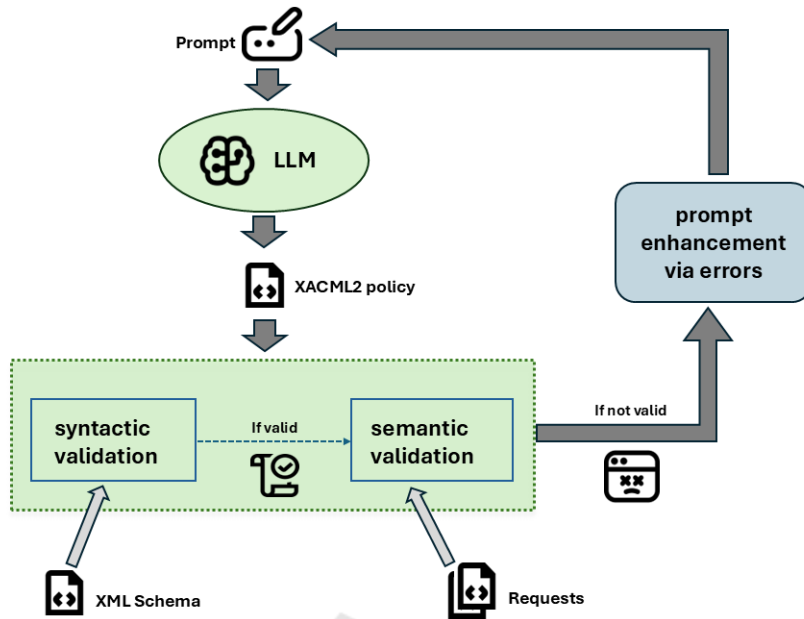 Prompt
LLM
XACML2 policy
prompt
enhancement
via errors
syntactic
validation
If valid
semantic
validation
If not valid
XML Schema
Requests